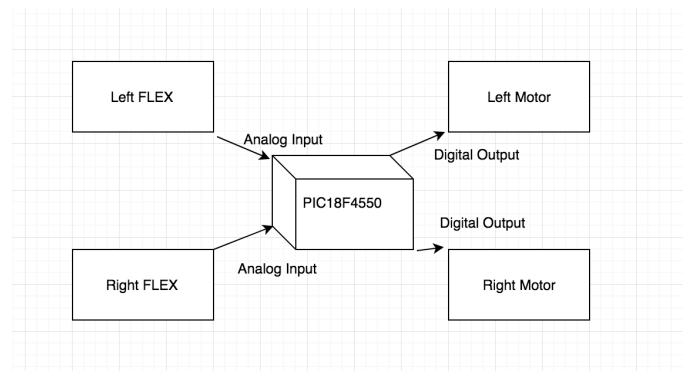 Left FLEX
Left Motor
Analog Input
Digital Output
PIC18F4550
Digital Output
Analog Input
Right FLEX
Right Motor